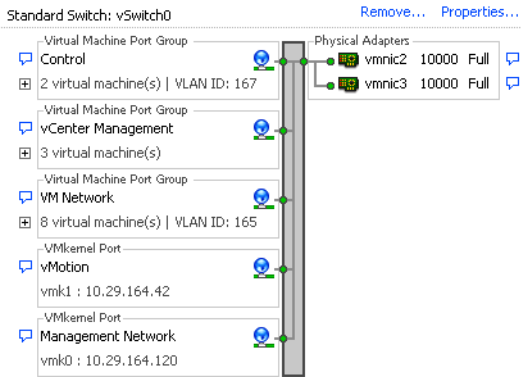 Standard Switch: vSwitch0
Remove... Properties...
Virtual Machine Port Group
Control
2 virtual machine(s) | VLAN ID: 167
Physical Adapters
vmnic2 10000 Full
vmnic3 10000 Full
Virtual Machine Port Group
vCenter Management
3 virtual machine(s)
Virtual Machine Port Group
VM Network
8 virtual machine(s) | VLAN ID: 165
VMkernel Port
vMotion
vmk1 : 10.29.164.42
VMkernel Port
Management Network
vmk0 : 10.29.164.120